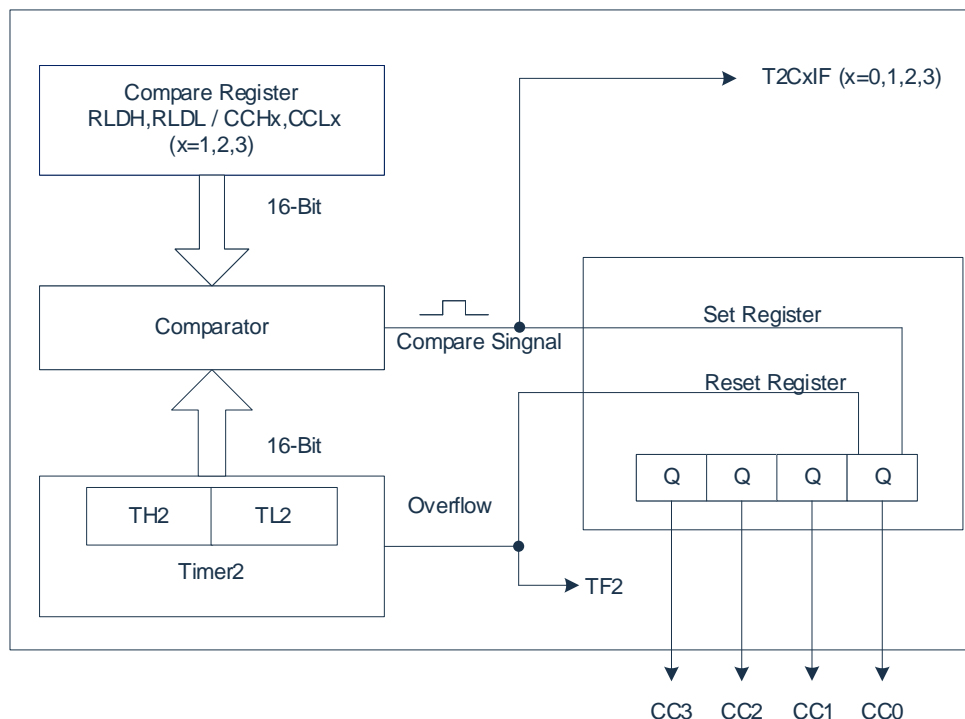 Compare Register
RLDH,RLDL / CCHx,CCLx
(x=1,2,3)
T2CxIF (x=0,1,2,3)
16-Bit
Comparator
Compare Singnal
Set Register
Reset Register
16-Bit
TH2 TL2
Timer2
Overflow
TF2
Q Q Q Q
CC3 CC2 CC1 CC0